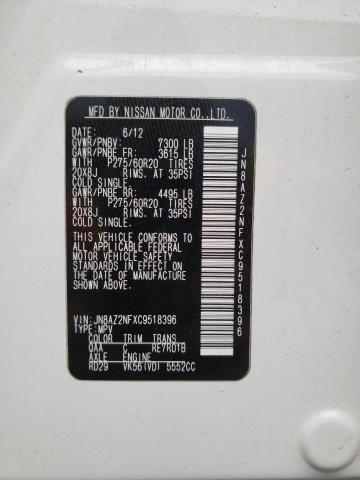 MFD BY NISSAN MOTOR CO.,LTD.
DATE: 6/12
GVWR/PNBV: 7300 LB
GAWR/PNBE FR: 3615 LB
WITH P275/60R20 TIRES
20X8J RIMS. AT 35PSI
COLD SINGLE.
GAWR/PNBE RR: 4495 LB
WITH P275/60R20 TIRES
20X8J RIMS. AT 35PSI
COLD SINGLE.
THIS VEHICLE CONFORMS TO
ALL APPLICABLE FEDERAL
MOTOR VEHICLE SAFETY
STANDARDS IN EFFECT ON
THE DATE OF MANUFACTURE
SHOWN ABOVE.
VIN: JN8AZ2NFXC9518396
TYPE: MPV
COLOR TRIM TRANS
QAA C RE7R01B
AXLE ENGINE
RD29 VK56(VD) 5552CC
JN8AZ2NFXC9518396